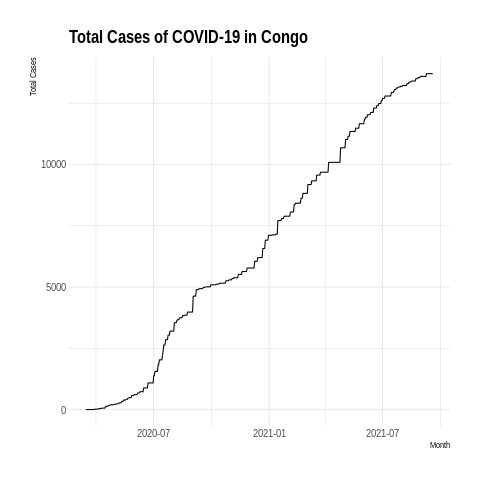 Total Cases of COVID-19 in Congo
Total Cases
10000
5000
0
2020-07
2021-01
2021-07
Month